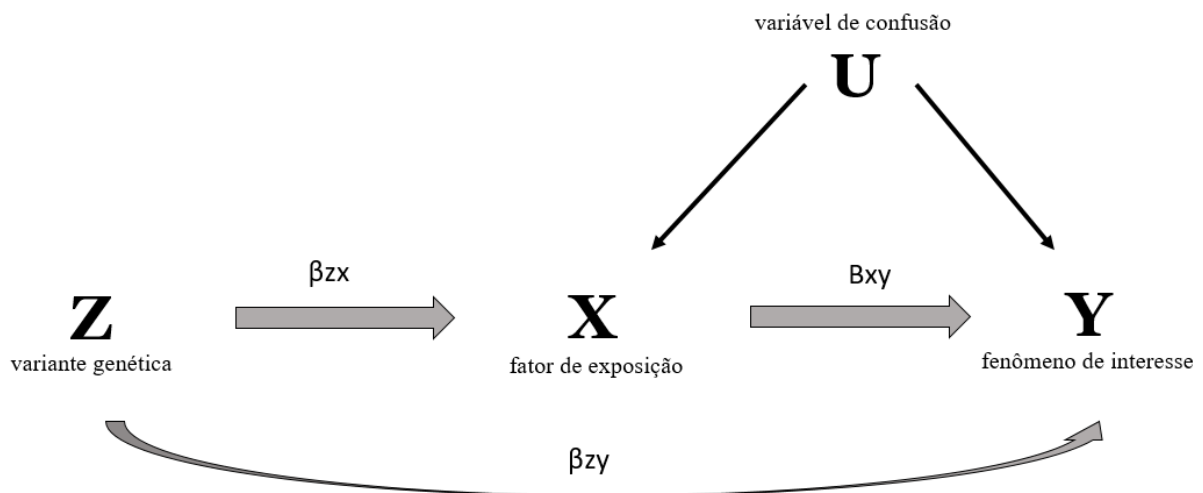 variável de confusão
U
βzx
Bxy
Z
X
Y
variante genética
fator de exposição
fenômeno de interesse
βzy